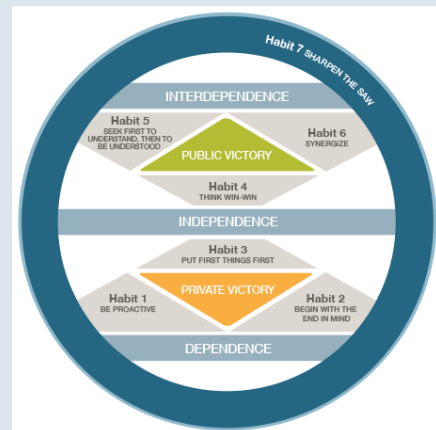 Habit 7 SHARPEN THE SAW
INTERDEPENDENCE
Habit 5
SEEK FIRST TO
UNDERSTAND, THEN TO
BE UNDERSTOOD
Habit 6
SYNERGIZE
PUBLIC VICTORY
Habit 4
THINK WIN-WIN
INDEPENDENCE
Habit 3
PUT FIRST THINGS FIRST
Habit 1
BE PROACTIVE
PRIVATE VICTORY
Habit 2
BEGIN WITH THE
END IN MIND
DEPENDENCE